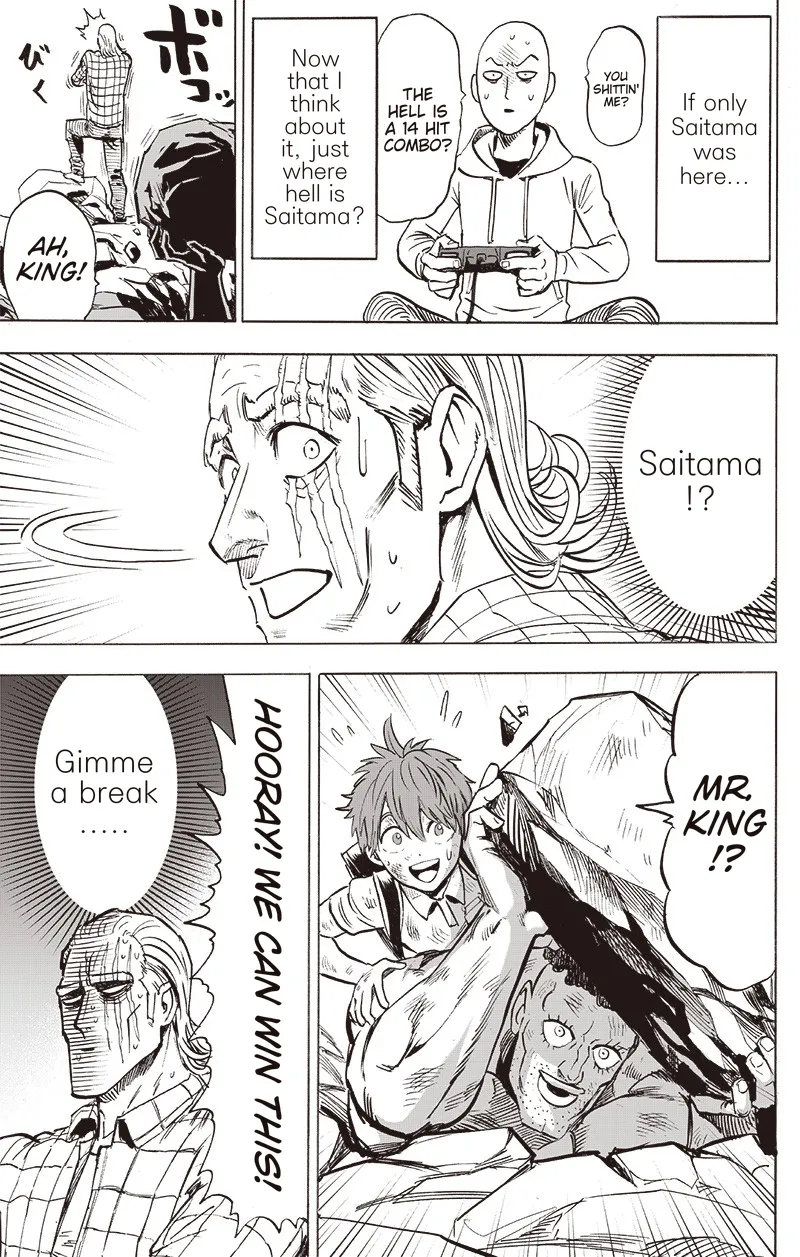 If only
Saitama
was
here...
YOU
SHITTIN'
ME?
THE
HELL IS
A 14 HIT
COMBO?
Now
that I
think
about
it, just
where
hell is
Saitama?
ボコッ
びくっ
AH,
KING!
Saitama
!?
MR.
KING
!?
HOORAY! WE CAN WIN THIS!
Gimme
a break
.....